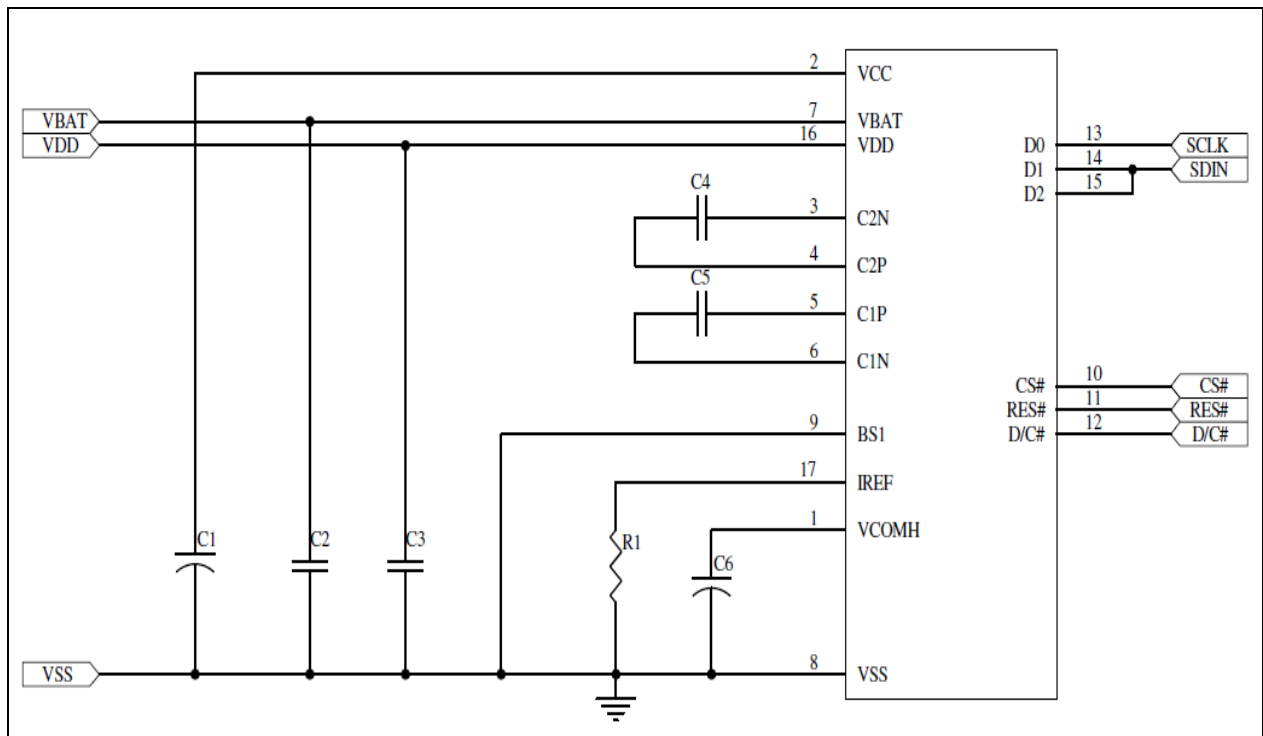 2 VCC
VBAT 7 VBAT
VDD 16 VDD
D0 13 SCLK
D1 14 SDIN
D2 15
C4 3 C2N
4 C2P
C5 5 C1P
6 C1N
CS# 10 CS#
RES# 11 RES#
D/C# 12 D/C#
9 BS1
17 IREF
1 VCOMH
C1 C2 C3 R1 C6
VSS 8 VSS